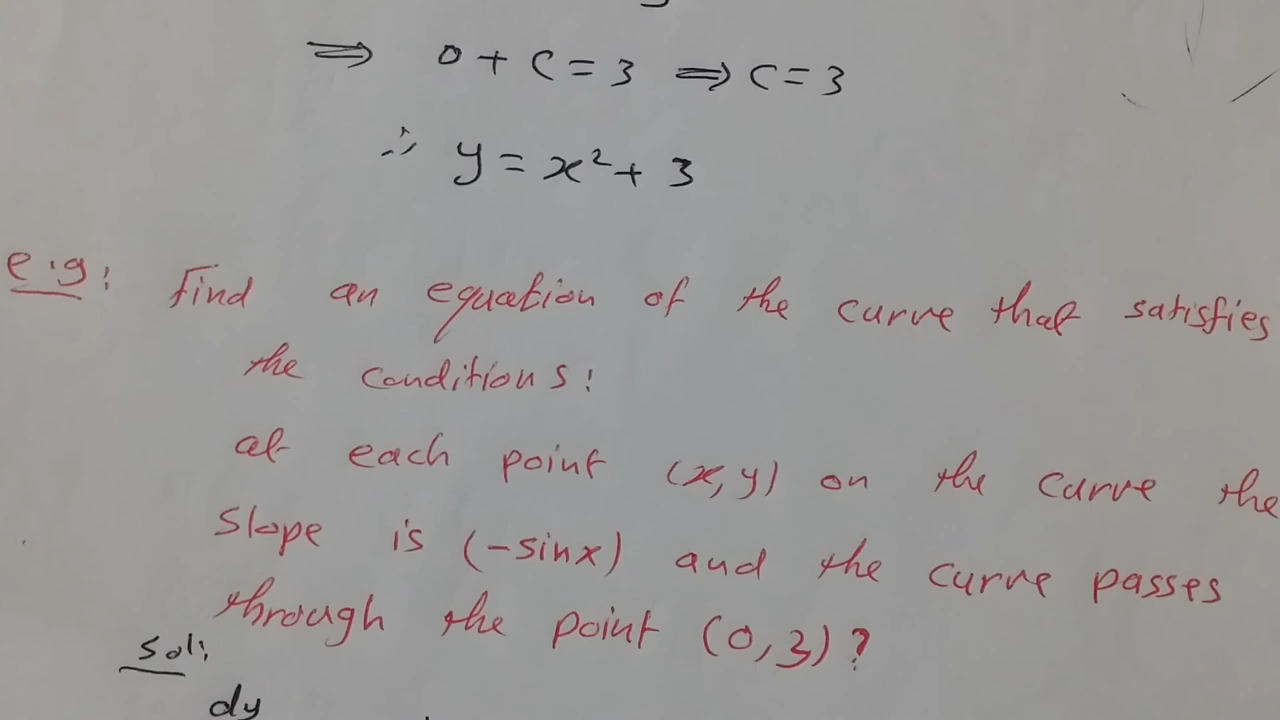 ⇒ 0 + C = 3 ⇒ C = 3
∴ y = x² + 3
e.g: Find an equation of the curve that satisfies
the conditions:
at each point (x, y) on the curve the
slope is (-sinx) and the curve passes
through the point (0,3)?
Sol:
dy